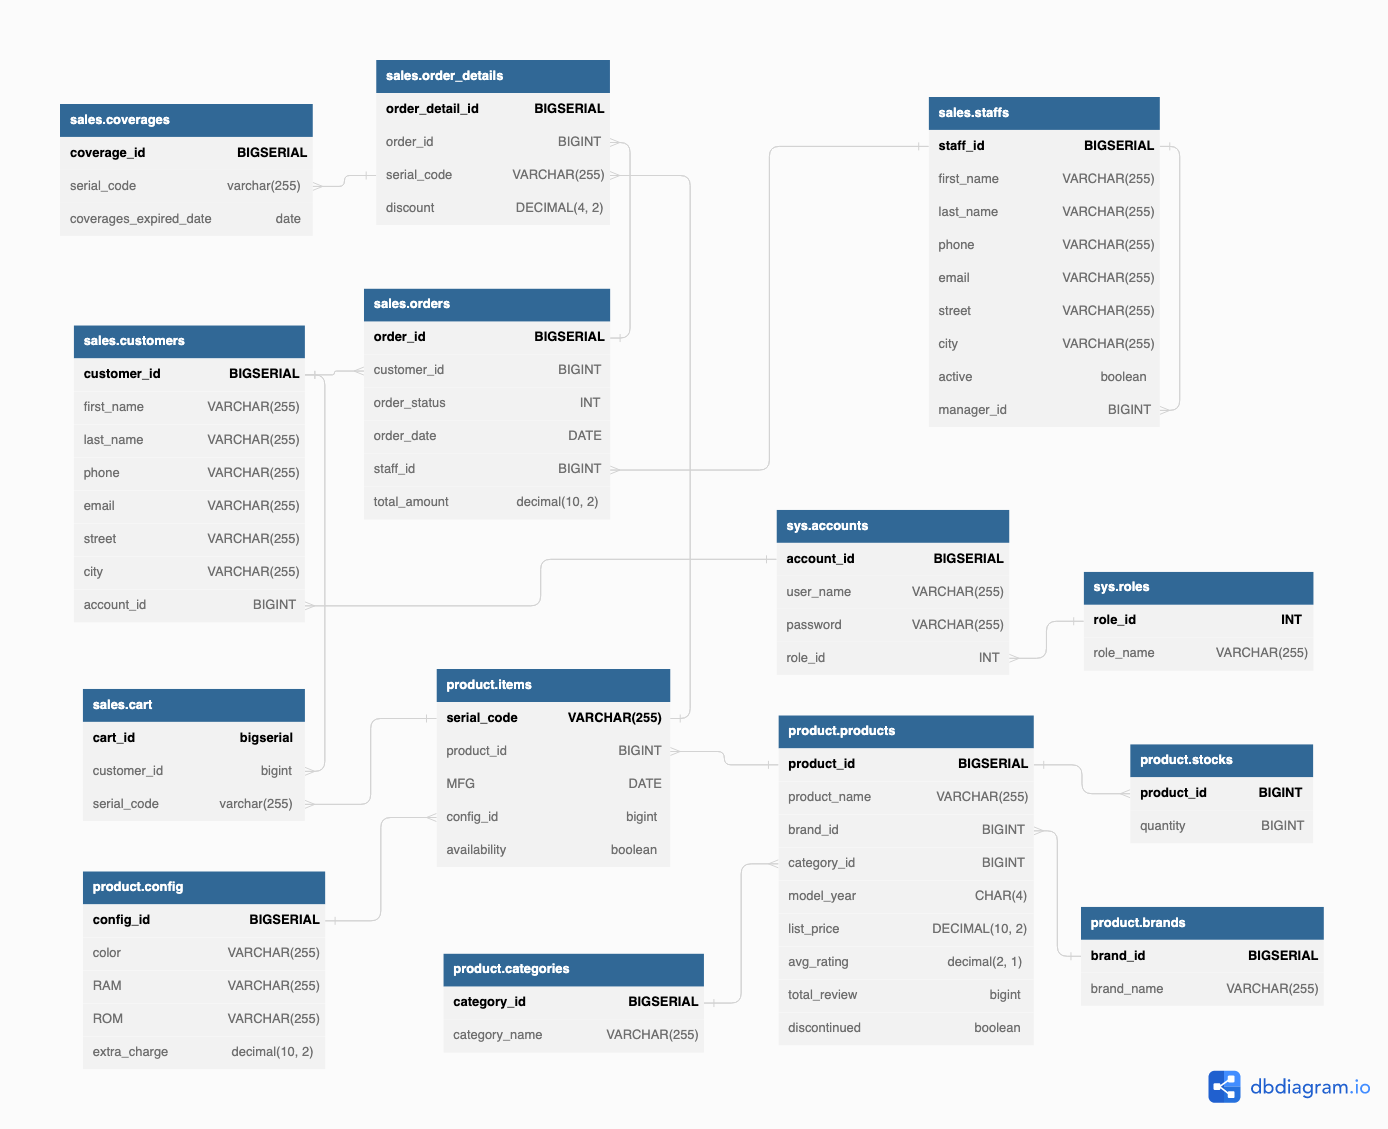 sales.order_details
order_detail_id BIGSERIAL
order_id BIGINT
serial_code VARCHAR(255)
discount DECIMAL(4, 2)
sales.coverages
coverage_id BIGSERIAL
serial_code varchar(255)
coverages_expired_date date
sales.staffs
staff_id BIGSERIAL
first_name VARCHAR(255)
last_name VARCHAR(255)
phone VARCHAR(255)
email VARCHAR(255)
street VARCHAR(255)
city VARCHAR(255)
active boolean
manager_id BIGINT
sales.orders
order_id BIGSERIAL
customer_id BIGINT
order_status INT
order_date DATE
staff_id BIGINT
total_amount decimal(10, 2)
sales.customers
customer_id BIGSERIAL
first_name VARCHAR(255)
last_name VARCHAR(255)
phone VARCHAR(255)
email VARCHAR(255)
street VARCHAR(255)
city VARCHAR(255)
account_id BIGINT
sys.accounts
account_id BIGSERIAL
user_name VARCHAR(255)
password VARCHAR(255)
role_id INT
sys.roles
role_id INT
role_name VARCHAR(255)
sales.cart
cart_id bigserial
customer_id bigint
serial_code varchar(255)
product.items
serial_code VARCHAR(255)
product_id BIGINT
MFG DATE
config_id bigint
availability boolean
product.products
product_id BIGSERIAL
product_name VARCHAR(255)
brand_id BIGINT
category_id BIGINT
model_year CHAR(4)
list_price DECIMAL(10, 2)
avg_rating decimal(2, 1)
total_review bigint
discontinued boolean
product.stocks
product_id BIGINT
quantity BIGINT
product.config
config_id BIGSERIAL
color VARCHAR(255)
RAM VARCHAR(255)
ROM VARCHAR(255)
extra_charge decimal(10, 2)
product.categories
category_id BIGSERIAL
category_name VARCHAR(255)
product.brands
brand_id BIGSERIAL
brand_name VARCHAR(255)
dbdiagram.io